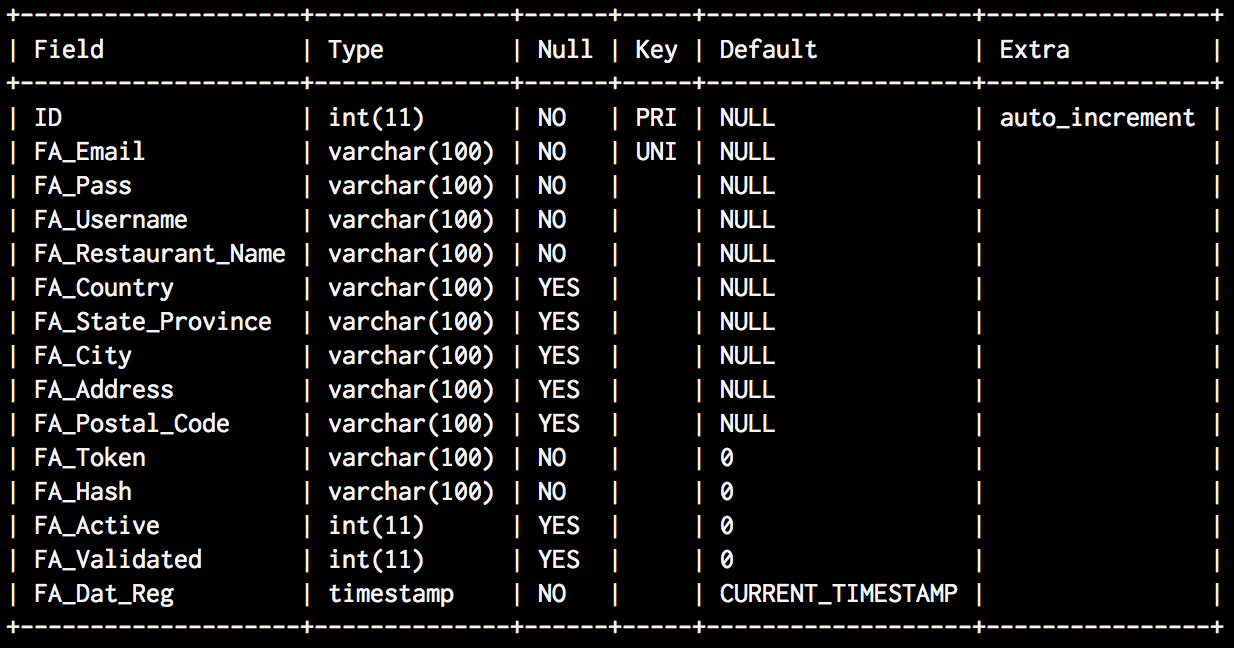 +--------------------+--------------+------+-----+-------------------+----------------+
| Field              | Type         | Null | Key | Default           | Extra          |
+--------------------+--------------+------+-----+-------------------+----------------+
| ID                 | int(11)      | NO   | PRI | NULL              | auto_increment |
| FA_Email           | varchar(100) | NO   | UNI | NULL              |                |
| FA_Pass            | varchar(100) | NO   |     | NULL              |                |
| FA_Username        | varchar(100) | NO   |     | NULL              |                |
| FA_Restaurant_Name | varchar(100) | NO   |     | NULL              |                |
| FA_Country         | varchar(100) | YES  |     | NULL              |                |
| FA_State_Province  | varchar(100) | YES  |     | NULL              |                |
| FA_City            | varchar(100) | YES  |     | NULL              |                |
| FA_Address         | varchar(100) | YES  |     | NULL              |                |
| FA_Postal_Code     | varchar(100) | YES  |     | NULL              |                |
| FA_Token           | varchar(100) | NO   |     | 0                 |                |
| FA_Hash            | varchar(100) | NO   |     | 0                 |                |
| FA_Active          | int(11)      | YES  |     | 0                 |                |
| FA_Validated       | int(11)      | YES  |     | 0                 |                |
| FA_Dat_Reg         | timestamp    | NO   |     | CURRENT_TIMESTAMP |                |
+--------------------+--------------+------+-----+-------------------+----------------+